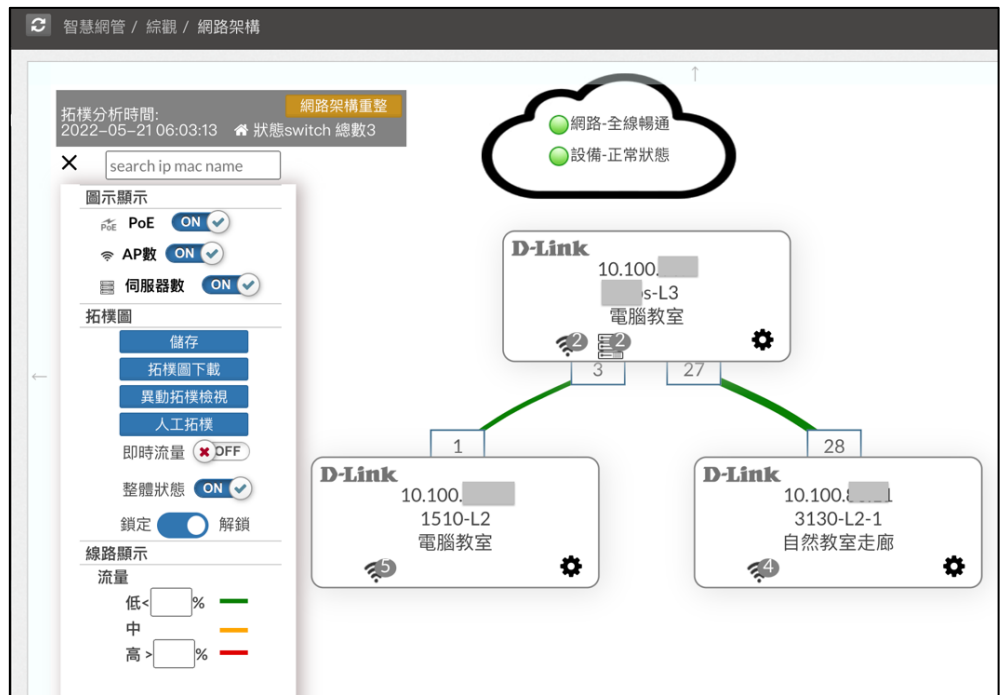 智慧網管 / 綜觀 / 網路架構
拓樸分析時間:
網路架構重整
2022-05-21 06:03:13 狀態switch 總數3
search ip mac name
圖示顯示
PoE PoE ON
AP數 ON
伺服器數 ON
拓樸圖
儲存
拓樸圖下載
異動拓樸檢視
人工拓樸
即時流量 OFF
整體狀態 ON
鎖定 解鎖
線路顯示
流量
低< %
中
高 > %
網路-全線暢通
設備-正常狀態
D-Link
10.100.
s-L3
電腦教室
2 2
3 27
1
D-Link
10.100.
1510-L2
電腦教室
5
28
D-Link
10.100.
3130-L2-1
自然教室走廊
4